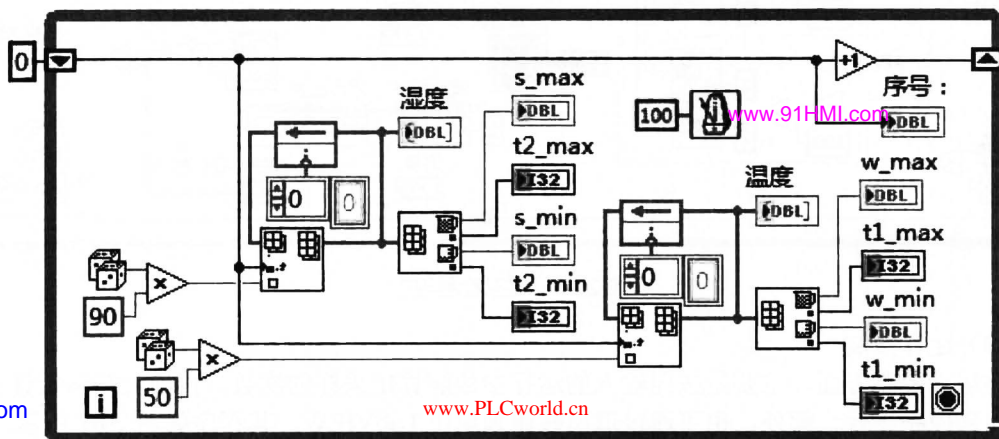 0
+1
序号：
DBL
湿度
[DBL]
s_max
DBL
t2_max
I32
s_min
DBL
t2_min
I32
0
0
100
www.91HMI.com
温度
[DBL]
w_max
DBL
t1_max
I32
w_min
DBL
t1_min
I32
0
0
90
x
50
x
i
om
www.PLCworld.cn